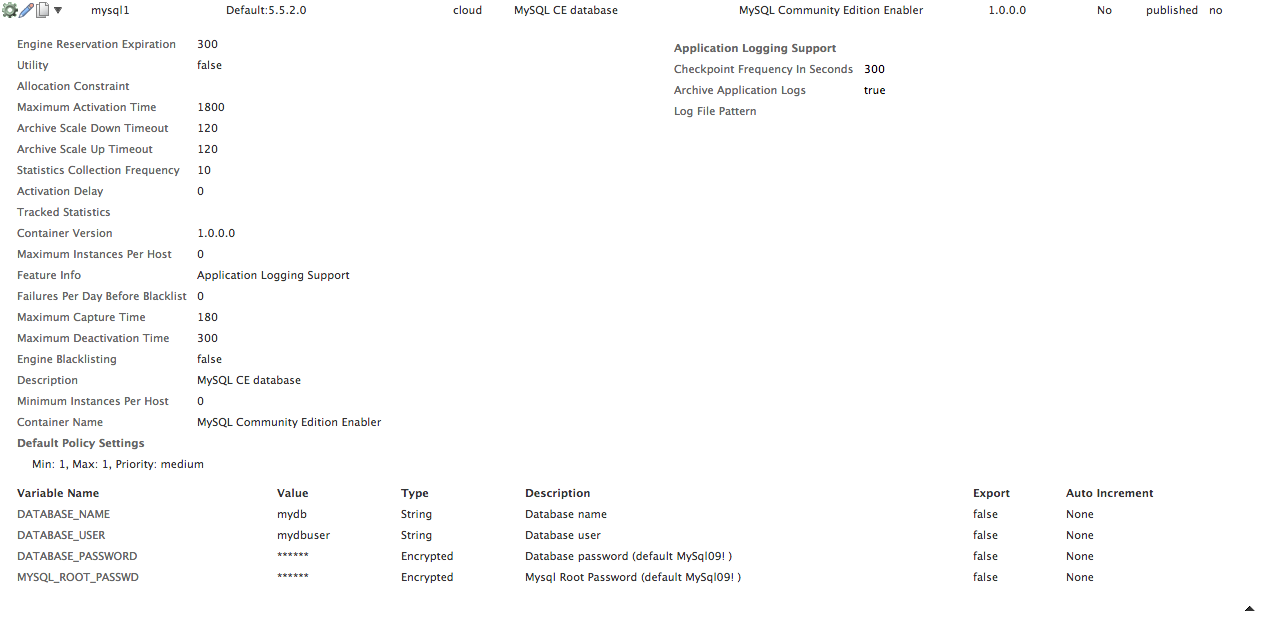 mysql1 Default:5.5.2.0 cloud MySQL CE database MySQL Community Edition Enabler 1.0.0.0 No published no
Engine Reservation Expiration 300
Utility false
Allocation Constraint
Maximum Activation Time 1800
Archive Scale Down Timeout 120
Archive Scale Up Timeout 120
Statistics Collection Frequency 10
Activation Delay 0
Tracked Statistics
Container Version 1.0.0.0
Maximum Instances Per Host 0
Feature Info Application Logging Support
Failures Per Day Before Blacklist 0
Maximum Capture Time 180
Maximum Deactivation Time 300
Engine Blacklisting false
Description MySQL CE database
Minimum Instances Per Host 0
Container Name MySQL Community Edition Enabler
Default Policy Settings
Min: 1, Max: 1, Priority: medium
Application Logging Support
Checkpoint Frequency In Seconds 300
Archive Application Logs true
Log File Pattern
Variable Name Value Type Description Export Auto Increment
DATABASE_NAME mydb String Database name false None
DATABASE_USER mydbuser String Database user false None
DATABASE_PASSWORD ****** Encrypted Database password (default MySql09! ) false None
MYSQL_ROOT_PASSWD ****** Encrypted Mysql Root Password (default MySql09! ) false None